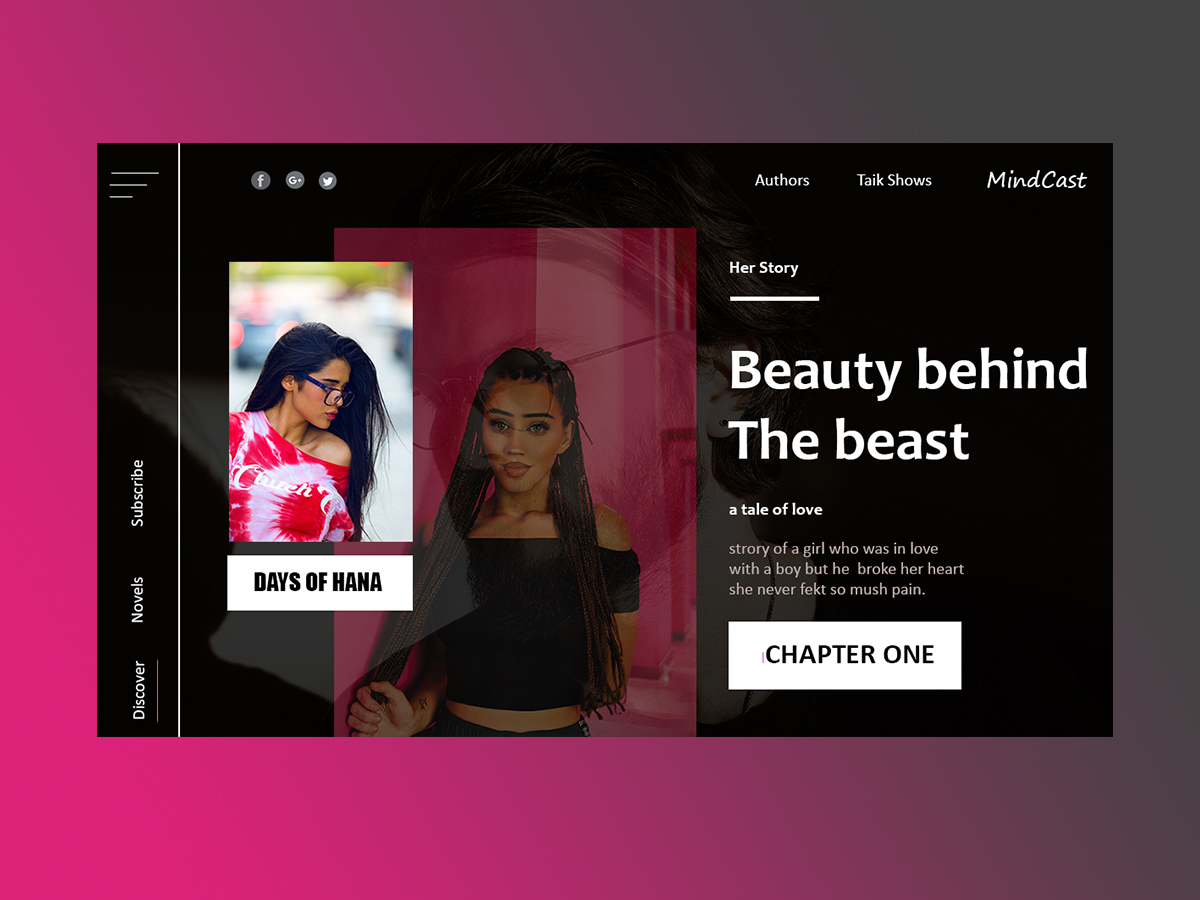 Authors
Taik Shows
MindCast
Her Story
Beauty behind
The beast
a tale of love
strory of a girl who was in love
with a boy but he broke her heart
she never fekt so mush pain.
CHAPTER ONE
DAYS OF HANA
Subscribe
Novels
Discover
G+
f